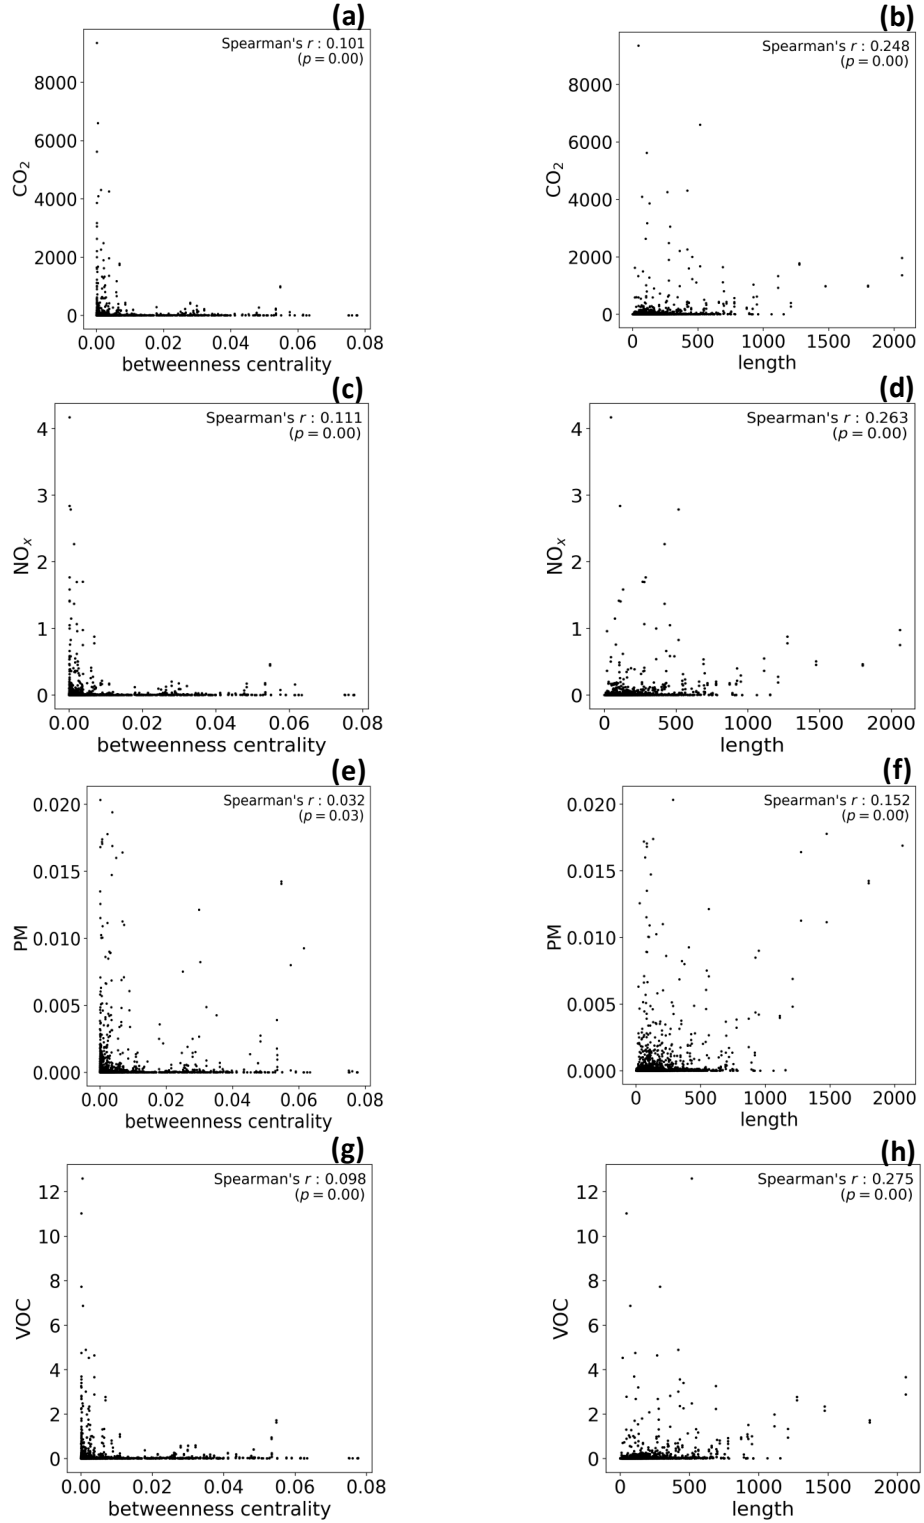 (a)
Spearman's r : 0.101
(p = 0.00)
8000
6000
4000
2000
0
CO₂
0.00 0.02 0.04 0.06 0.08
betweenness centrality
(b)
Spearman's r : 0.248
(p = 0.00)
8000
6000
4000
2000
0
CO₂
0 500 1000 1500 2000
length
(c)
Spearman's r : 0.111
(p = 0.00)
4
3
2
1
0
NOₓ
0.00 0.02 0.04 0.06 0.08
betweenness centrality
(d)
Spearman's r : 0.263
(p = 0.00)
4
3
2
1
0
NOₓ
0 500 1000 1500 2000
length
(e)
Spearman's r : 0.032
(p = 0.03)
0.020
0.015
0.010
0.005
0.000
PM
0.00 0.02 0.04 0.06 0.08
betweenness centrality
(f)
Spearman's r : 0.152
(p = 0.00)
0.020
0.015
0.010
0.005
0.000
PM
0 500 1000 1500 2000
length
(g)
Spearman's r : 0.098
(p = 0.00)
12
10
8
6
4
2
0
VOC
0.00 0.02 0.04 0.06 0.08
betweenness centrality
(h)
Spearman's r : 0.275
(p = 0.00)
12
10
8
6
4
2
0
VOC
0 500 1000 1500 2000
length